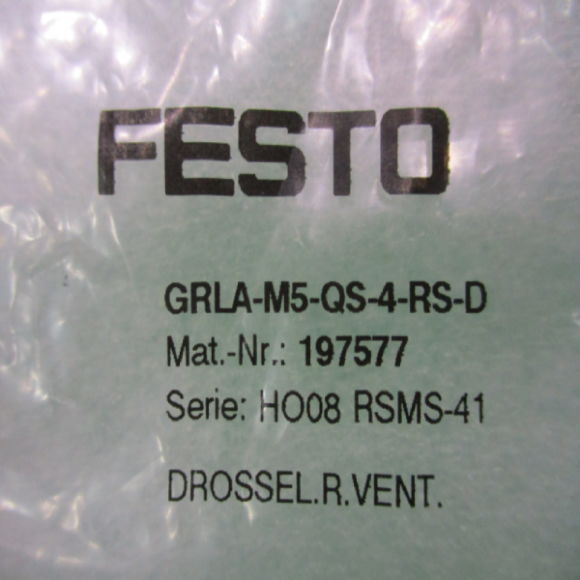 FESTO
GRLA-M5-QS-4-RS-D
Mat.-Nr.: 197577
Serie: HO08 RSMS-41
DROSSEL.R.VENT.